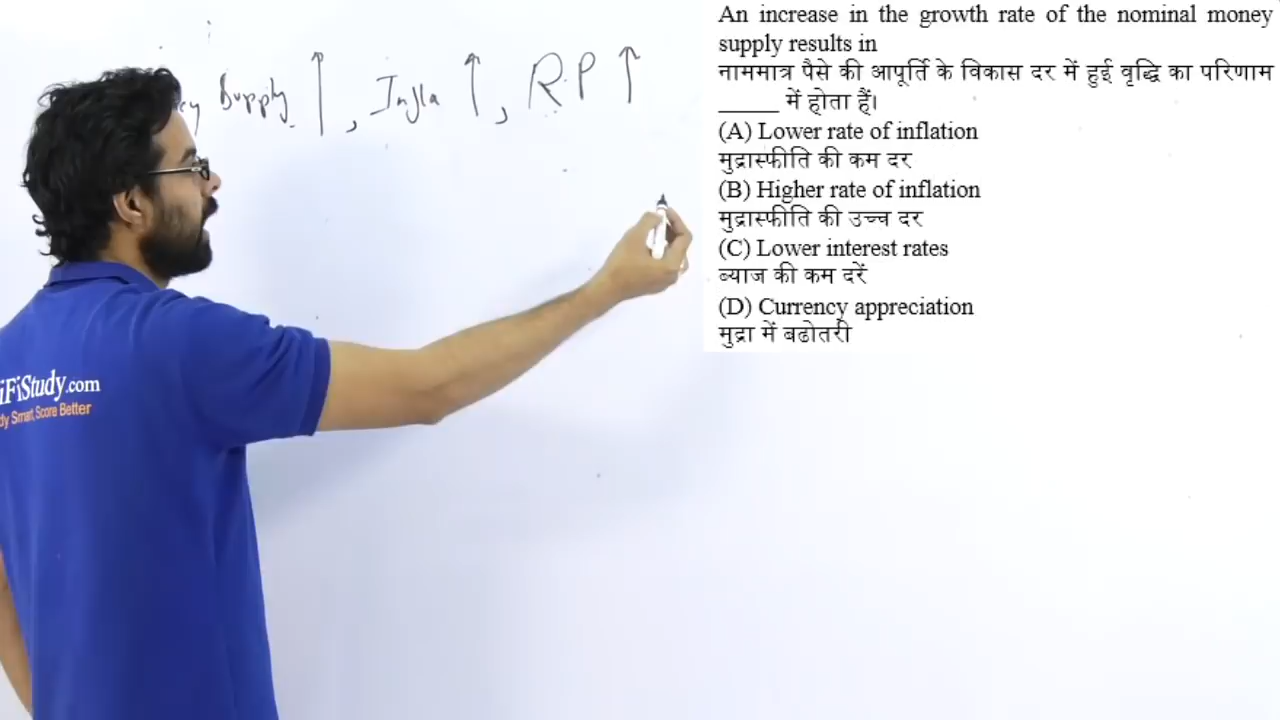 Supply ↑, Infla ↑, R.P ↑
An increase in the growth rate of the nominal money
supply results in
नाममात्र पैसे की आपूर्ति के विकास दर में हुई वृद्धि का परिणाम
_____ में होता हैं।
(A) Lower rate of inflation
मुद्रास्फीति की कम दर
(B) Higher rate of inflation
मुद्रास्फीति की उच्च दर
(C) Lower interest rates
ब्याज की कम दरें
(D) Currency appreciation
मुद्रा में बढोतरी
iFiStudy.com
dy Smart, Score Better